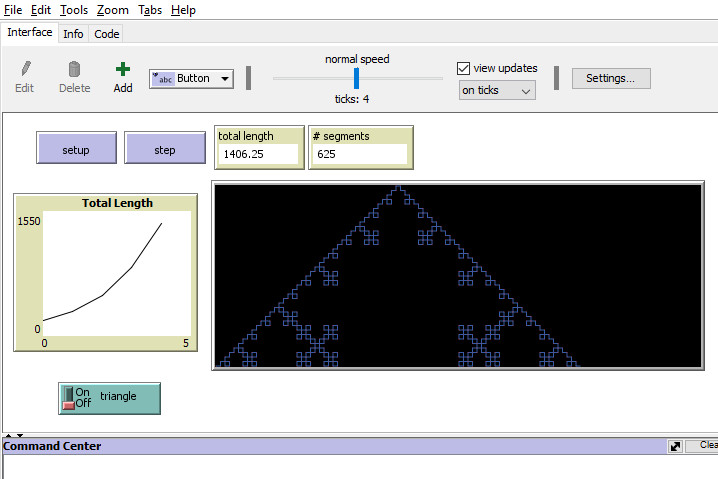 File Edit Tools Zoom Tabs Help
Interface Info Code
normal speed
Edit Delete Add abc Button view updates Settings...
ticks: 4 on ticks
setup step total length # segments
1406.25 625
Total Length
1550
0
0 5
On
Off triangle
Command Center Clea